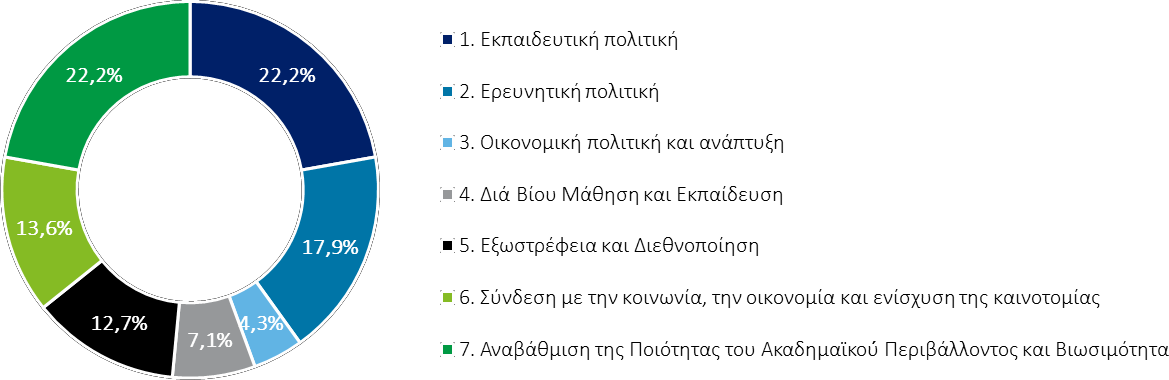 22,2%
22,2%
17,9%
4,3%
7,1%
12,7%
13,6%
1. Εκπαιδευτική πολιτική
2. Ερευνητική πολιτική
3. Οικονομική πολιτική και ανάπτυξη
4. Διά Βίου Μάθηση και Εκπαίδευση
5. Εξωστρέφεια και Διεθνοποίηση
6. Σύνδεση με την κοινωνία, την οικονομία και ενίσχυση της καινοτομίας
7. Αναβάθμιση της Ποιότητας του Ακαδημαϊκού Περιβάλλοντος και Βιωσιμότητα